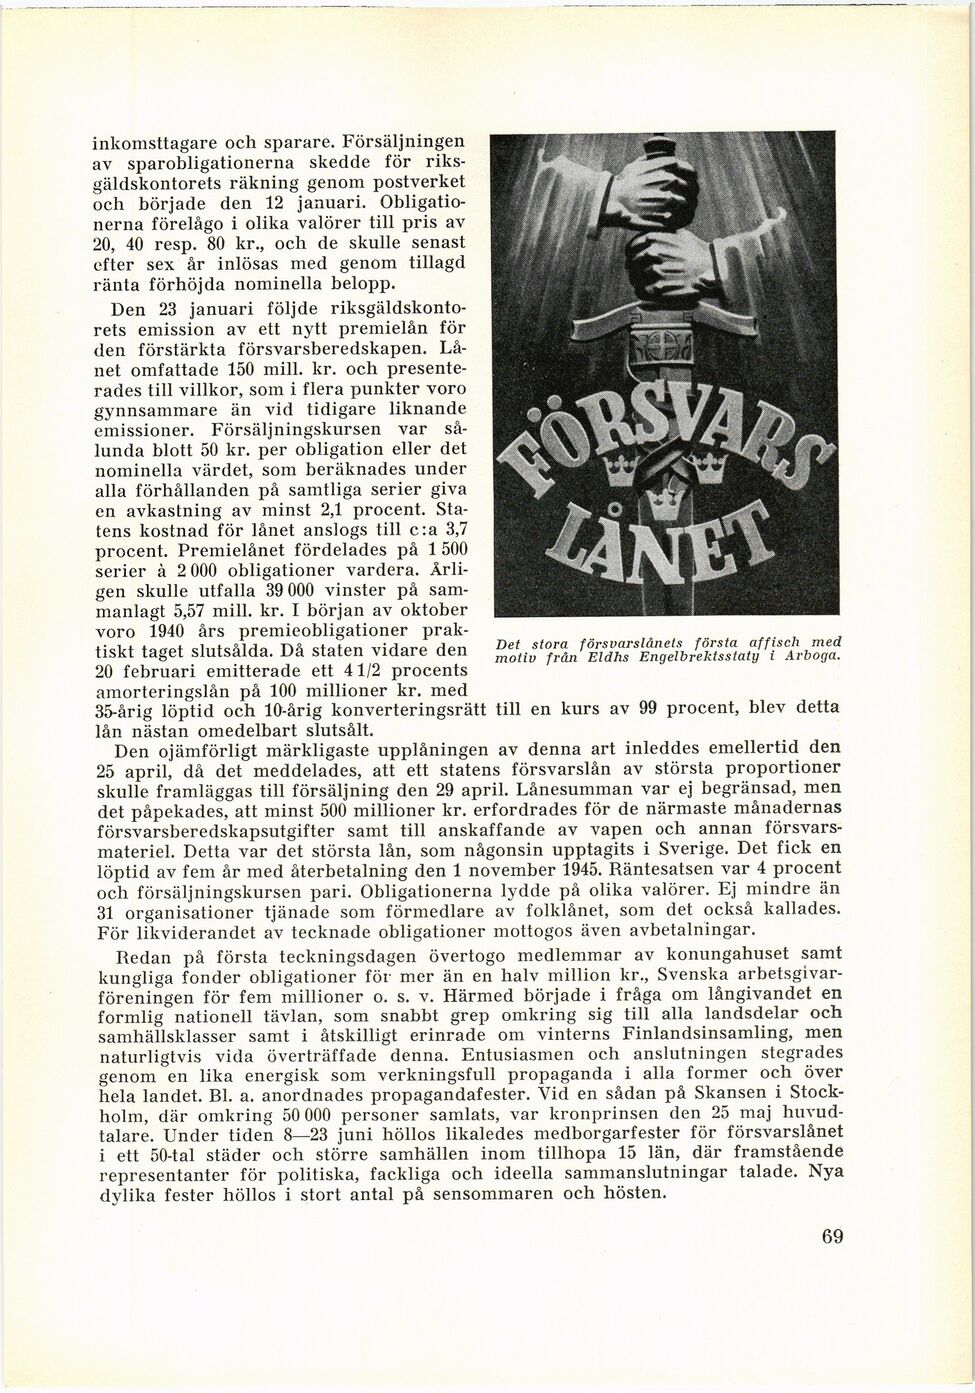 inkomsttagare och sparare. Försäljningen
av sparobligationerna skedde för riks-
gäldskontorets räkning genom postverket
och började den 12 januari. Obligatio-
nerna förelågo i olika valörer till pris av
20, 40 resp. 80 kr., och de skulle senast
efter sex år inlösas med genom tillagd
ränta förhöjda nominella belopp.
Den 23 januari följde riksgäldskonto-
rets emission av ett nytt premielån för
den förstärkta försvarsberedskapen. Lå-
net omfattade 150 mill. kr. och presente-
rades till villkor, som i flera punkter voro
gynnsammare än vid tidigare liknande
emissioner. Försäljningskursen var så-
lunda blott 50 kr. per obligation eller det
nominella värdet, som beräknades under
alla förhållanden på samtliga serier giva
en avkastning av minst 2,1 procent. Sta-
tens kostnad för lånet anslogs till c:a 3,7
procent. Premielånet fördelades på 1 500
serier à 2 000 obligationer vardera. Årli-
gen skulle utfalla 39 000 vinster på sam-
manlagt 5,57 mill. kr. I början av oktober
voro 1940 års premieobligationer prak-
tiskt taget slutsålda. Då staten vidare den
20 februari emitterade ett 4 1/2 procents
amorteringslån på 100 millioner kr. med
35-årig löptid och 10-årig konverteringsrätt till en kurs av 99 procent, blev detta
lån nästan omedelbart slutsålt.
FÖRSVARS
LÅNET
Det stora försvarslånets första affisch med
motiv från Eldhs Engelbrektsstaty i Arboga.
Den ojämförligt märkligaste upplåningen av denna art inleddes emellertid den
25 april, då det meddelades, att ett statens försvarslån av största proportioner
skulle framläggas till försäljning den 29 april. Lånesumman var ej begränsad, men
det påpekades, att minst 500 millioner kr. erfordrades för de närmaste månadernas
försvarsberedskapsutgifter samt till anskaffande av vapen och annan försvars-
materiel. Detta var det största lån, som någonsin upptagits i Sverige. Det fick en
löptid av fem år med återbetalning den 1 november 1945. Räntesatsen var 4 procent
och försäljningskursen pari. Obligationerna lydde på olika valörer. Ej mindre än
31 organisationer tjänade som förmedlare av folklånet, som det också kallades.
För likviderandet av tecknade obligationer mottogos även avbetalningar.
Redan på första teckningsdagen övertogo medlemmar av konungahuset samt
kungliga fonder obligationer för mer än en halv million kr., Svenska arbetsgivar-
föreningen för fem millioner o. s. v. Härmed började i fråga om långivandet en
formlig nationell tävlan, som snabbt grep omkring sig till alla landsdelar och
samhällsklasser samt i åtskilligt erinrade om vinterns Finlandsinsamling, men
naturligtvis vida överträffade denna. Entusiasmen och anslutningen stegrades
genom en lika energisk som verkningsfull propaganda i alla former och över
hela landet. Bl. a. anordnades propagandafester. Vid en sådan på Skansen i Stock-
holm, där omkring 50 000 personer samlats, var kronprinsen den 25 maj huvud-
talare. Under tiden 8—23 juni höllos likaledes medborgarfester för försvarslånet
i ett 50-tal städer och större samhällen inom tillhopa 15 län, där framstående
representanter för politiska, fackliga och ideella sammanslutningar talade. Nya
dylika fester höllos i stort antal på sensommaren och hösten.
69